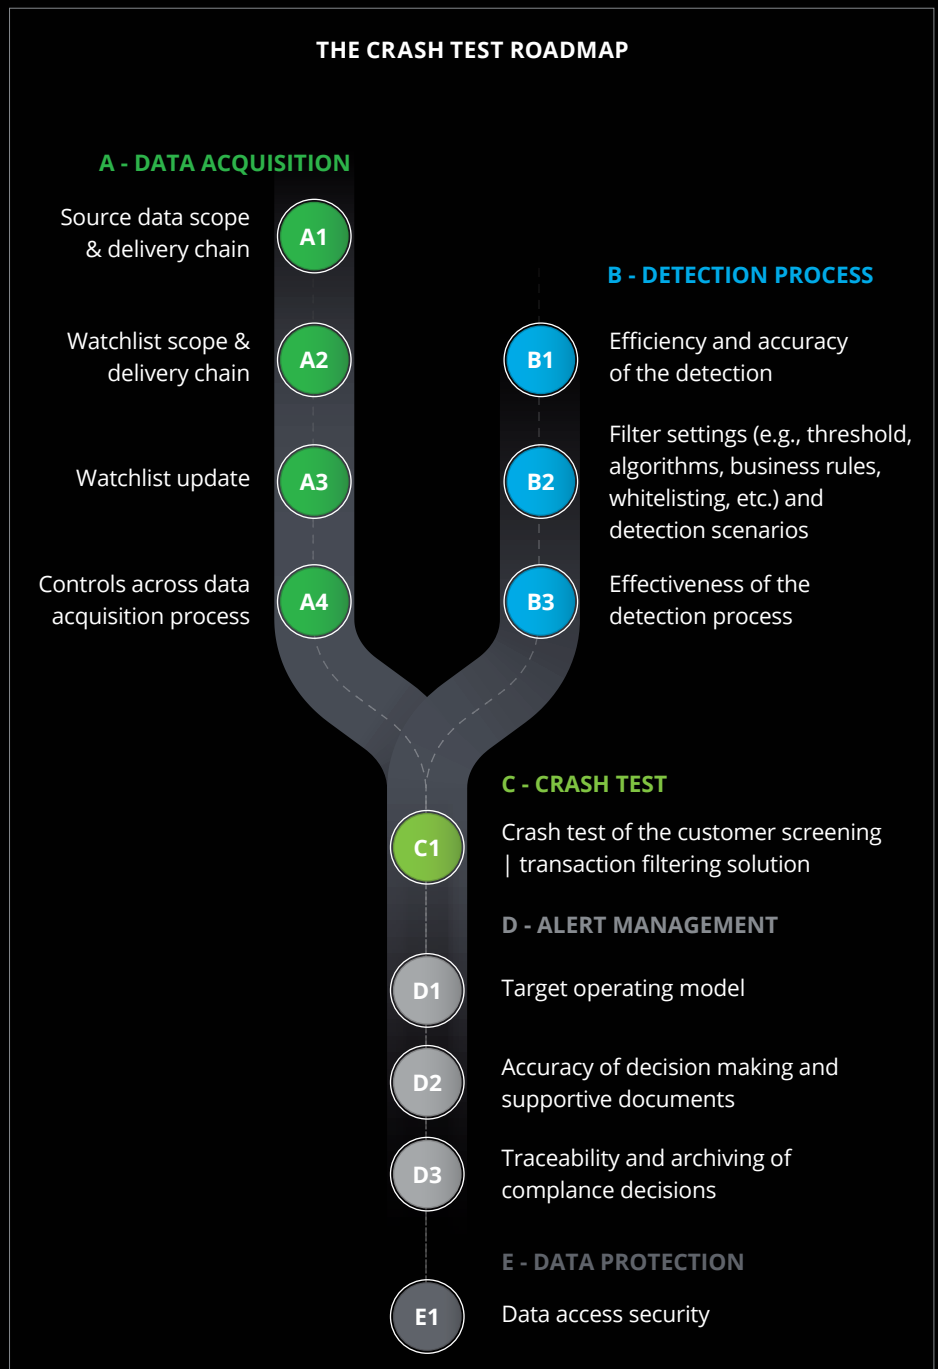 THE CRASH TEST ROADMAP
A - DATA ACQUISITION
Source data scope
& delivery chain
A1
Watchlist scope &
delivery chain
A2
Watchlist update
A3
Controls across data
acquisition process
A4
B - DETECTION PROCESS
B1
Efficiency and accuracy
of the detection
B2
Filter settings (e.g., threshold,
algorithms, business rules,
whitelisting, etc.) and
detection scenarios
B3
Effectiveness of the
detection process
C - CRASH TEST
C1
Crash test of the customer screening
| transaction filtering solution
D - ALERT MANAGEMENT
D1
Target operating model
D2
Accuracy of decision making and
supportive documents
D3
Traceability and archiving of
complance decisions
E - DATA PROTECTION
E1
Data access security